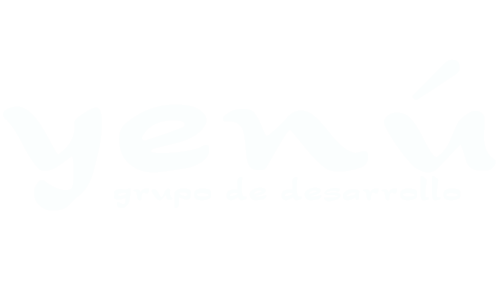 yenú
grupo de desarrollo